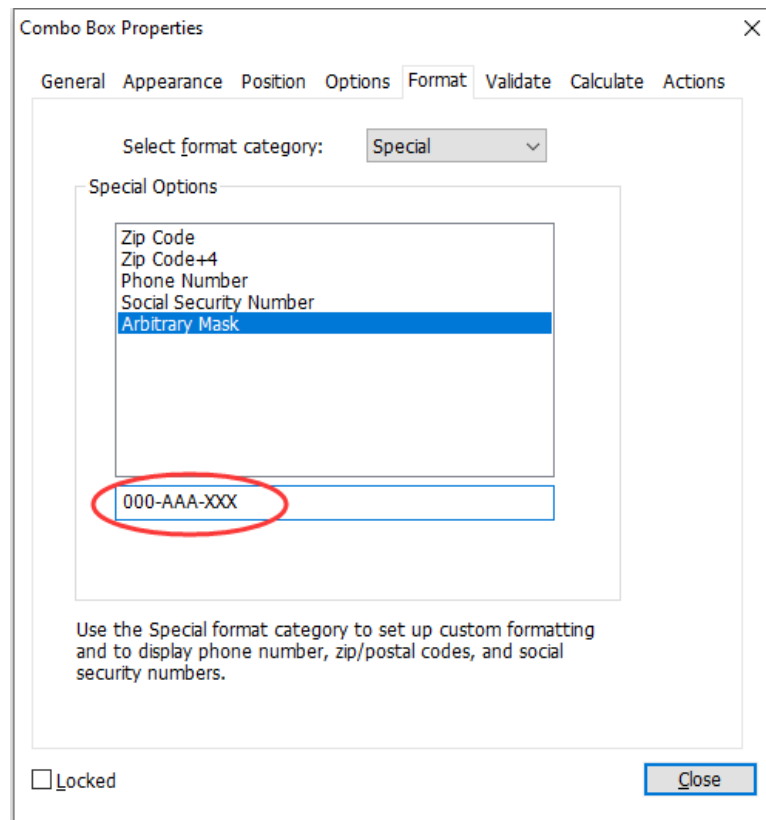 Combo Box Properties
General Appearance Position Options Format Validate Calculate Actions
Select format category: Special
Special Options
Zip Code
Zip Code+4
Phone Number
Social Security Number
Arbitrary Mask
000-AAA-XXX
Use the Special format category to set up custom formatting
and to display phone number, zip/postal codes, and social
security numbers.
Locked Close